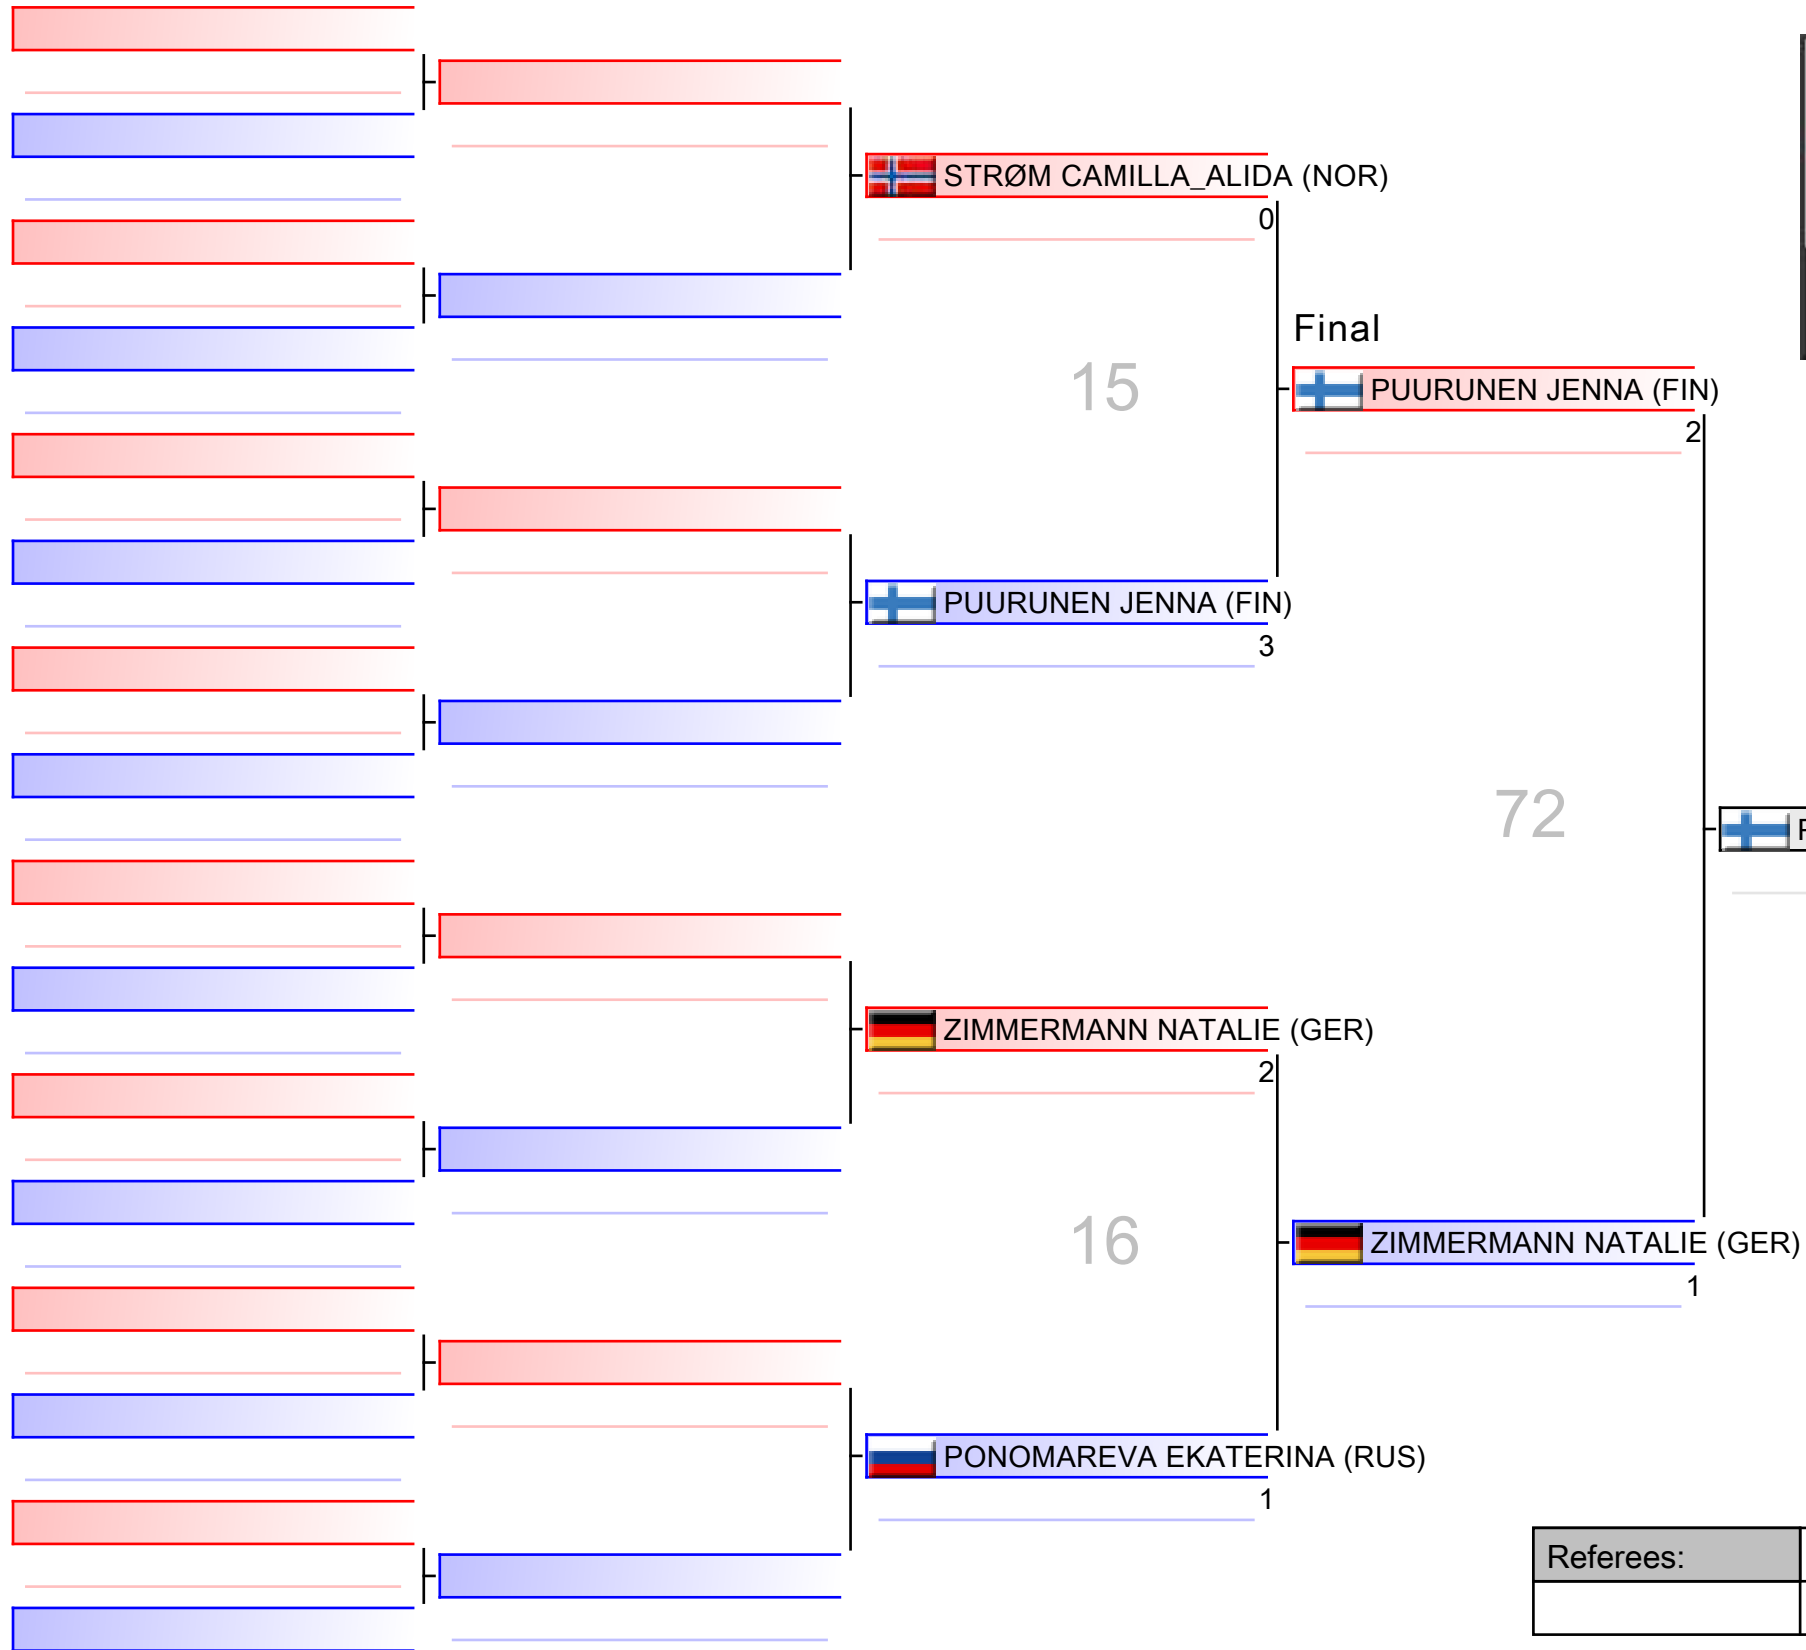 STRØM CAMILLA_ALIDA (NOR)
0
15
PUURUNEN JENNA (FIN)
3
Final
PUURUNEN JENNA (FIN)
2
72
ZIMMERMANN NATALIE (GER)
2
16
ZIMMERMANN NATALIE (GER)
1
PONOMAREVA EKATERINA (RUS)
1
Referees: